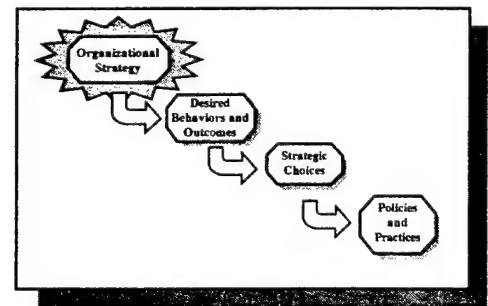 Organizational
Strategy
Desired
Behaviors and
Outcomes
Strategic
Choices
Policies
and
Practices